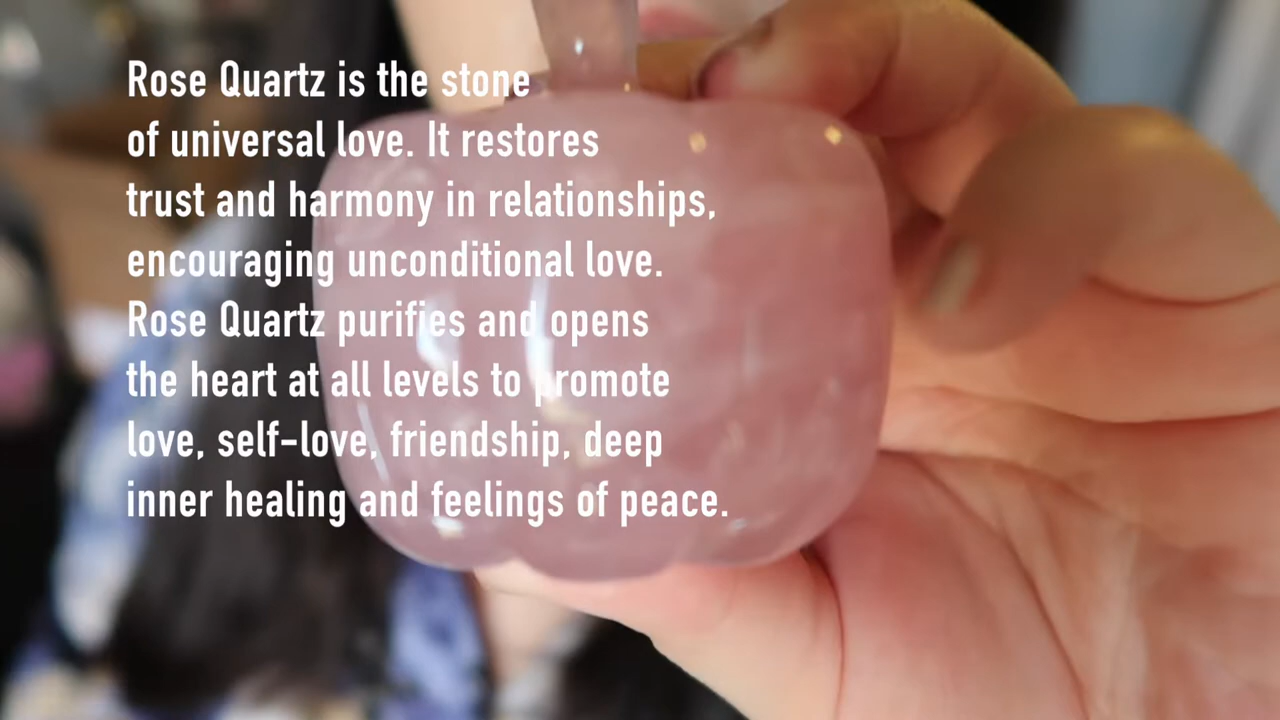 Rose Quartz is the stone
of universal love. It restores
trust and harmony in relationships,
encouraging unconditional love.
Rose Quartz purifies and opens
the heart at all levels to promote
love, self-love, friendship, deep
inner healing and feelings of peace.